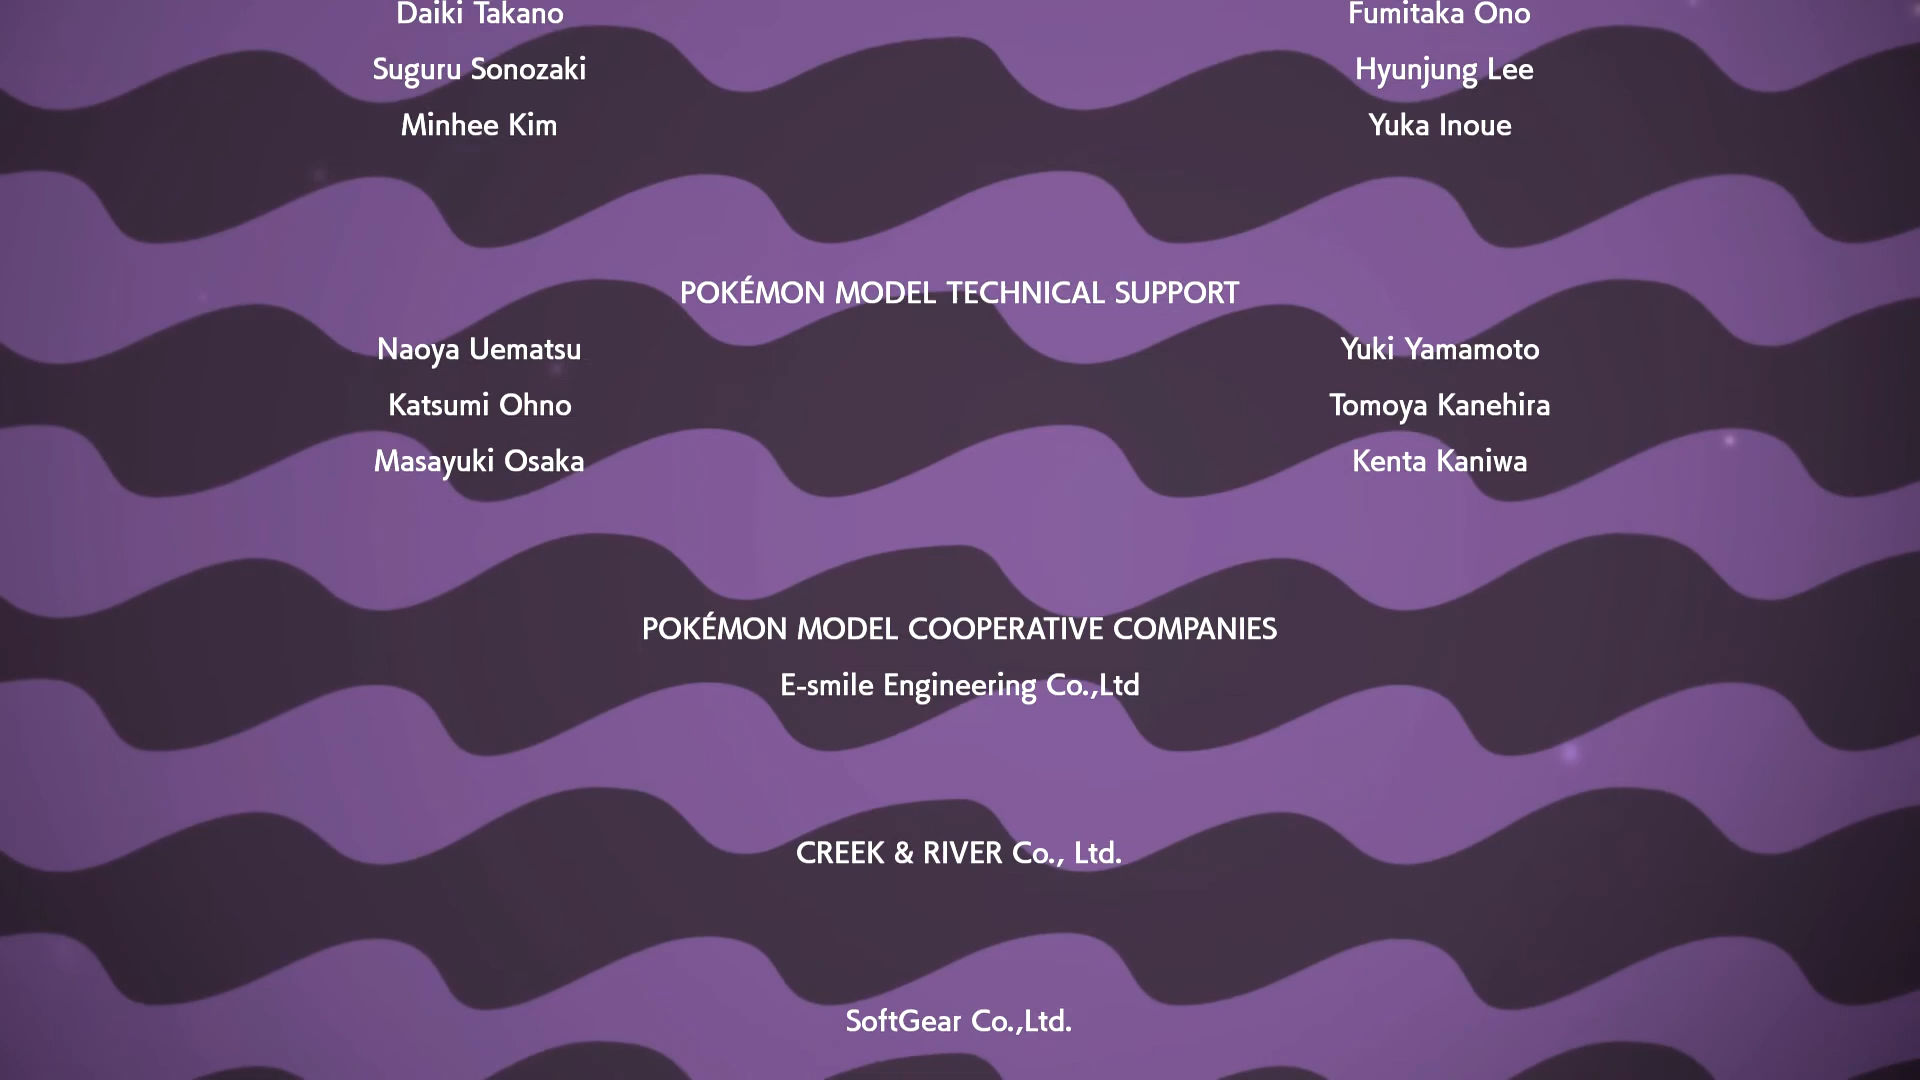 Daiki Takano Fumitaka Ono
Suguru Sonozaki Hyunjung Lee
Minhee Kim Yuka Inoue
POKÉMON MODEL TECHNICAL SUPPORT
Naoya Uematsu Yuki Yamamoto
Katsumi Ohno Tomoya Kanehira
Masayuki Osaka Kenta Kaniwa
POKÉMON MODEL COOPERATIVE COMPANIES
E-smile Engineering Co.,Ltd
CREEK & RIVER Co., Ltd.
SoftGear Co.,Ltd.